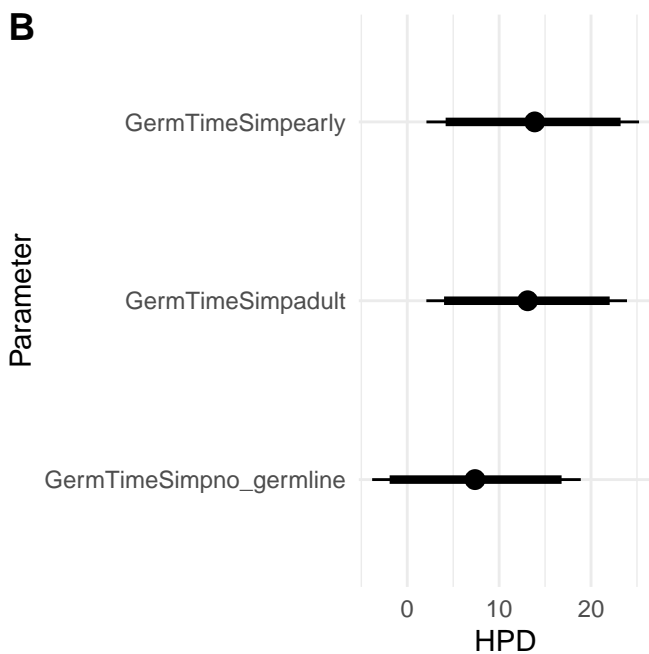 B
GermTimeSimpearly
GermTimeSimpadult
GermTimeSimpno_germline
Parameter
0 10 20
HPD